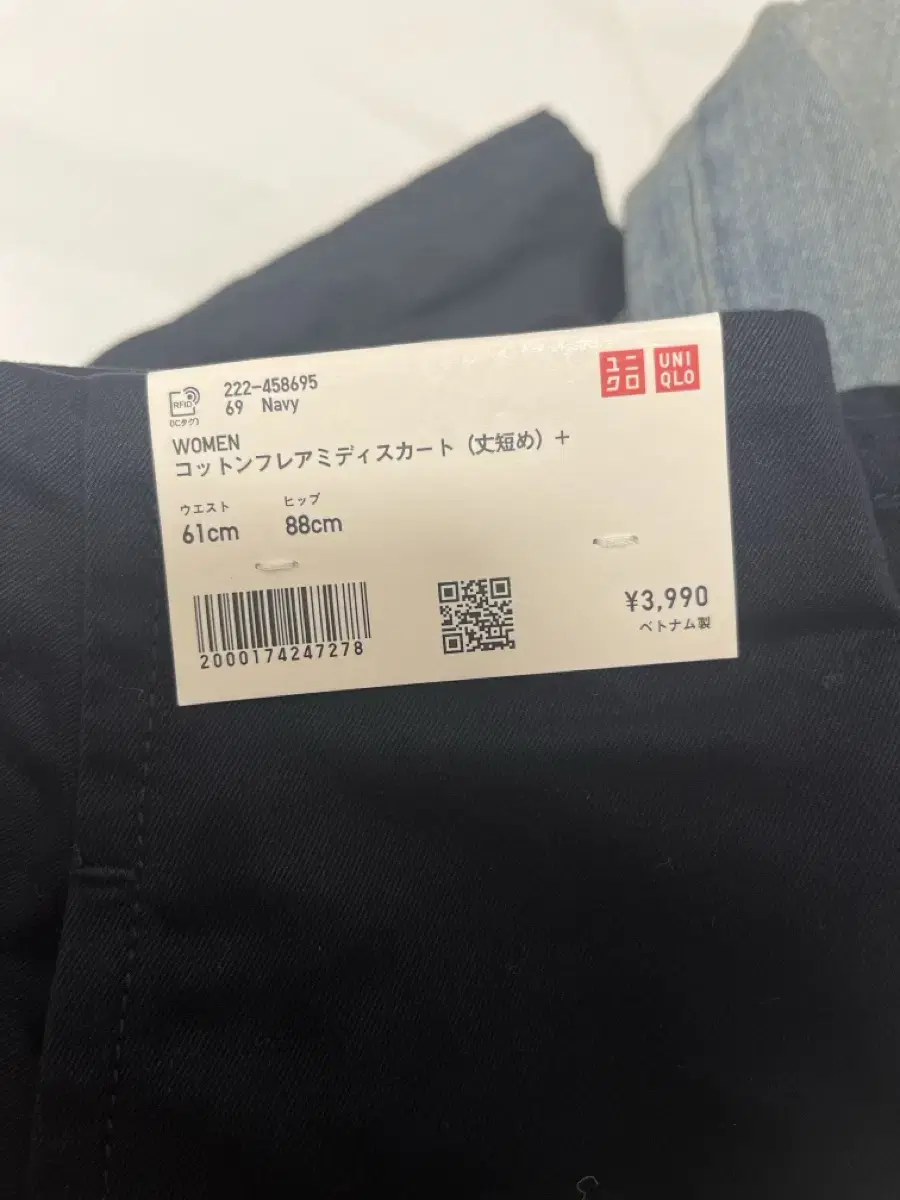 ユニ
クロ
UNI
QLO
RFID
(ICタグ)
222-458695
69 Navy
WOMEN
コットンフレアミディスカート (丈短め) +
ウエスト ヒップ
61cm 88cm
2000174247278
¥3,990
ベトナム製